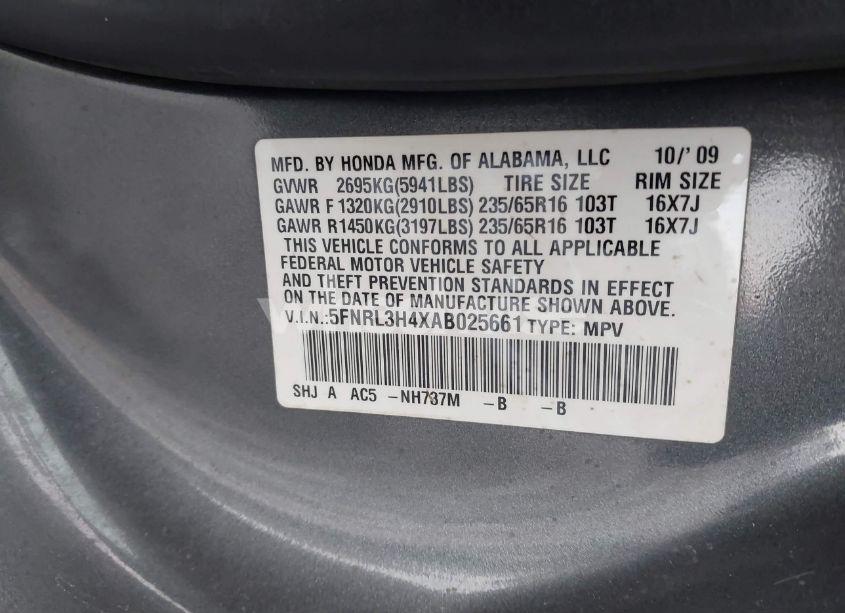 MFD. BY HONDA MFG. OF ALABAMA, LLC 10/' 09
GVWR 2695KG(5941LBS) TIRE SIZE RIM SIZE
GAWR F 1320KG(2910LBS) 235/65R16 103T 16X7J
GAWR R1450KG(3197LBS) 235/65R16 103T 16X7J
THIS VEHICLE CONFORMS TO ALL APPLICABLE
FEDERAL MOTOR VEHICLE SAFETY
AND THEFT PREVENTION STANDARDS IN EFFECT
ON THE DATE OF MANUFACTURE SHOWN ABOVE.
V.I.N.:5FNRL3H4XAB025661 TYPE: MPV
SHJ A AC5 -NH737M -B -B